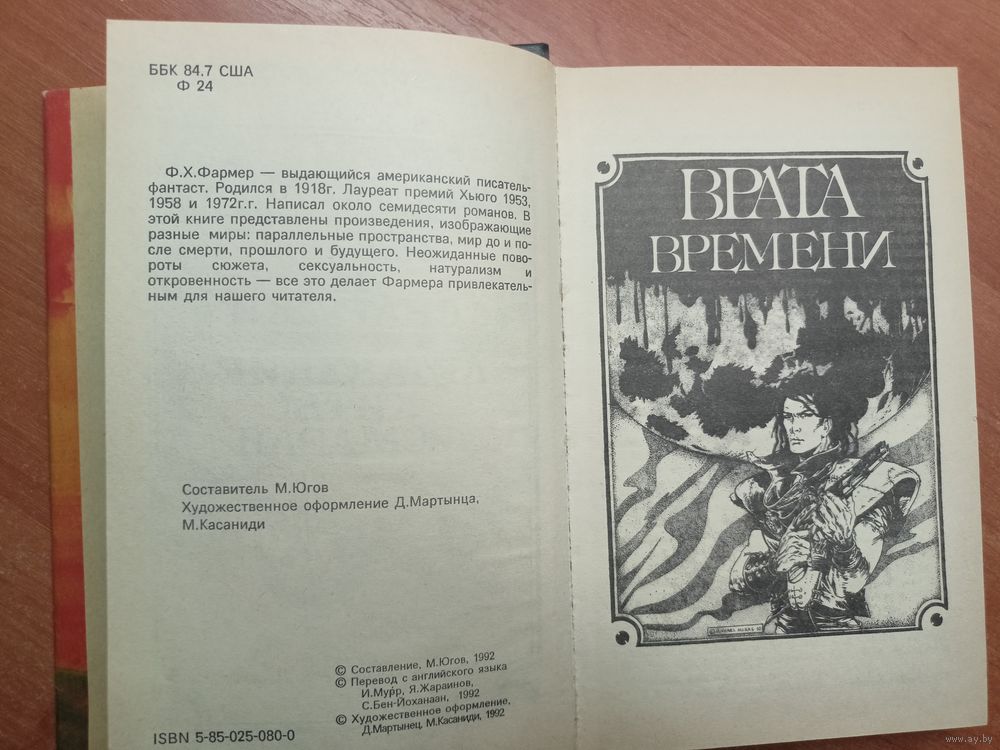 ББК 84.7 США
Ф 24
Ф.Х.Фармер — выдающийся американский писатель-
фантаст. Родился в 1918г. Лауреат премий Хьюго 1953,
1958 и 1972г.г. Написал около семидесяти романов. В
этой книге представлены произведения, изображающие
разные миры: параллельные пространства, мир до и по-
сле смерти, прошлого и будущего. Неожиданные пово-
роты сюжета, сексуальность, натурализм и
откровенность — все это делает Фармера привлекатель-
ным для нашего читателя.
Составитель М.Югов
Художественное оформление Д.Мартынца,
М.Касаниди
© Составление, М.Югов, 1992
© Перевод с английского языка
И.Мурр, Я.Жараинов,
С.Бен-Йоханаан, 1992
© Художественное оформление,
Д.Мартынец, М.Касаниди, 1992
ISBN 5-85-025-080-0
ВРАТА
ВРЕМЕНИ
www.ay.by